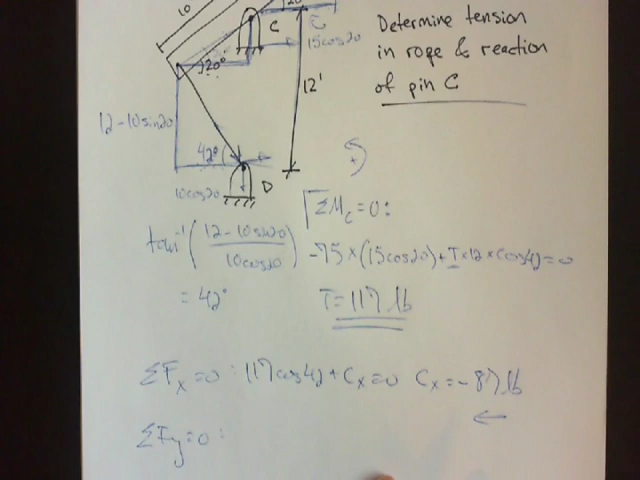 10
20°
C
15cos20
Determine tension
in rope & reaction
of pin C
20°
12'
12-10sin20
42°
10cos20
D
ΣM_C=0:
tan⁻¹(12-10sin20/10cos20)
-75×(15cos20)+T×12×cos42=0
=42°
T=117 lb
ΣFx=0: 117cos42+Cx=0 Cx=-87 lb
←
ΣFy=0: